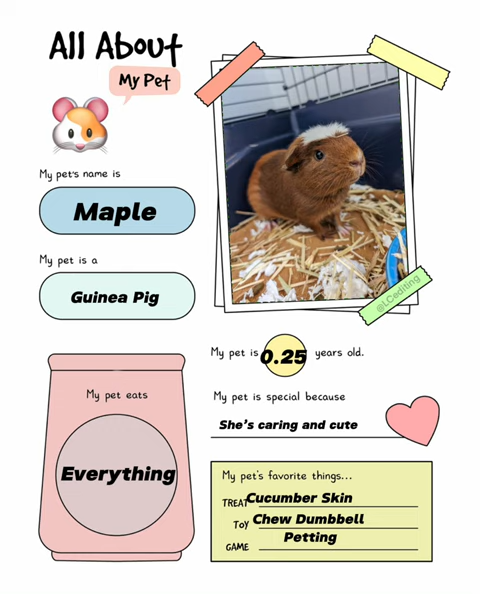 All About
My Pet
My pet's name is
Maple
My pet is a
Guinea Pig
@LCediting
My pet is 0.25 years old.
My pet is special because
She's caring and cute
My pet eats
Everything
My pet's favorite things...
TREAT Cucumber Skin
TOY Chew Dumbbell
GAME Petting